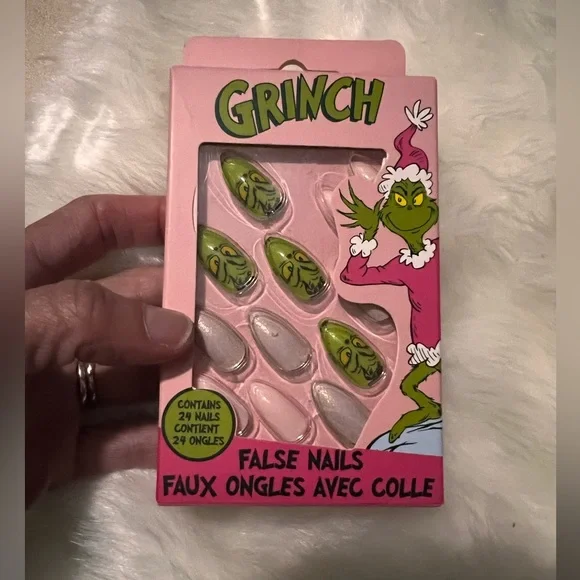 GRINCH
CONTAINS
24 NAILS
CONTIENT
24 ONGLES
FALSE NAILS
FAUX ONGLES AVEC COLLE